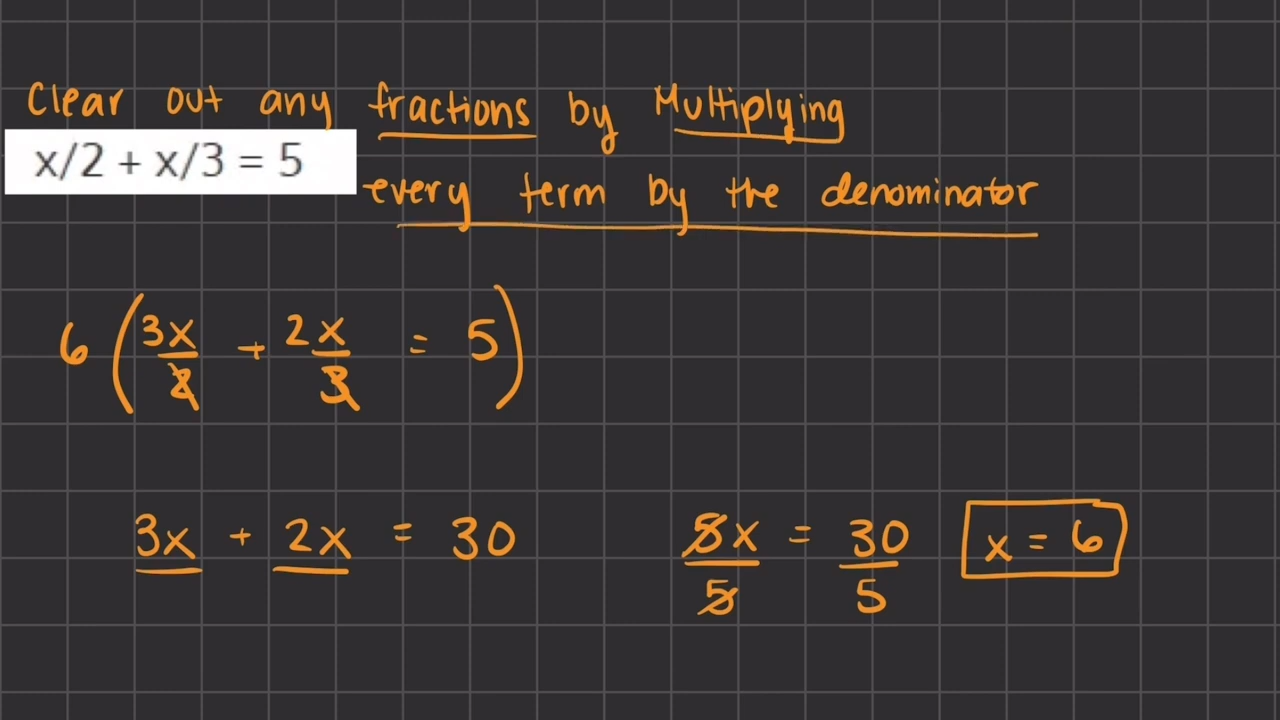 Clear out any fractions by Multiplying
x/2 + x/3 = 5
every term by the denominator
6 ( 3x/2 + 2x/3 = 5 )
3x + 2x = 30
5x/5 = 30/5
x = 6